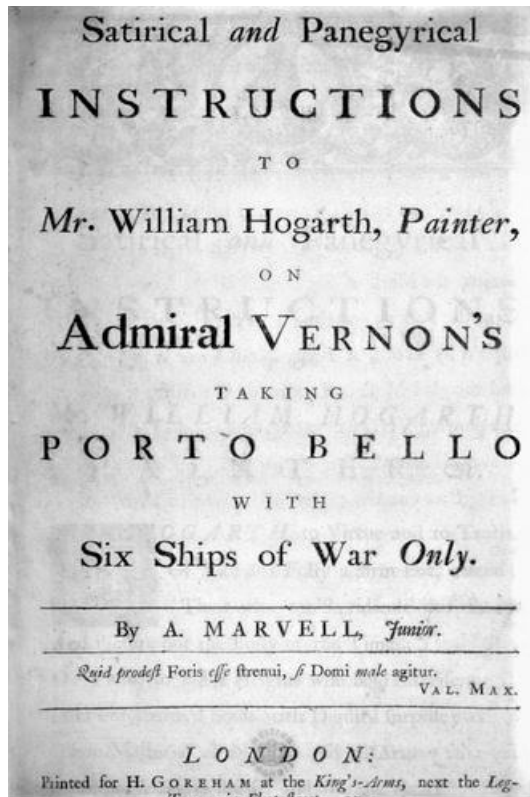 Satirical and Panegyrical
INSTRUCTIONS
TO
Mr. William Hogarth, Painter,
ON
Admiral VERNON'S
TAKING
PORTO BELLO
WITH
Six Ships of War Only.
By A. MARVELL, Junior.
Quid prodeſt Foris eſſe ſtrenui, ſi Domi male agitur.
VAL. MAX.
LONDON:
Printed for H. GOREHAM at the King's-Arms, next the Leg-